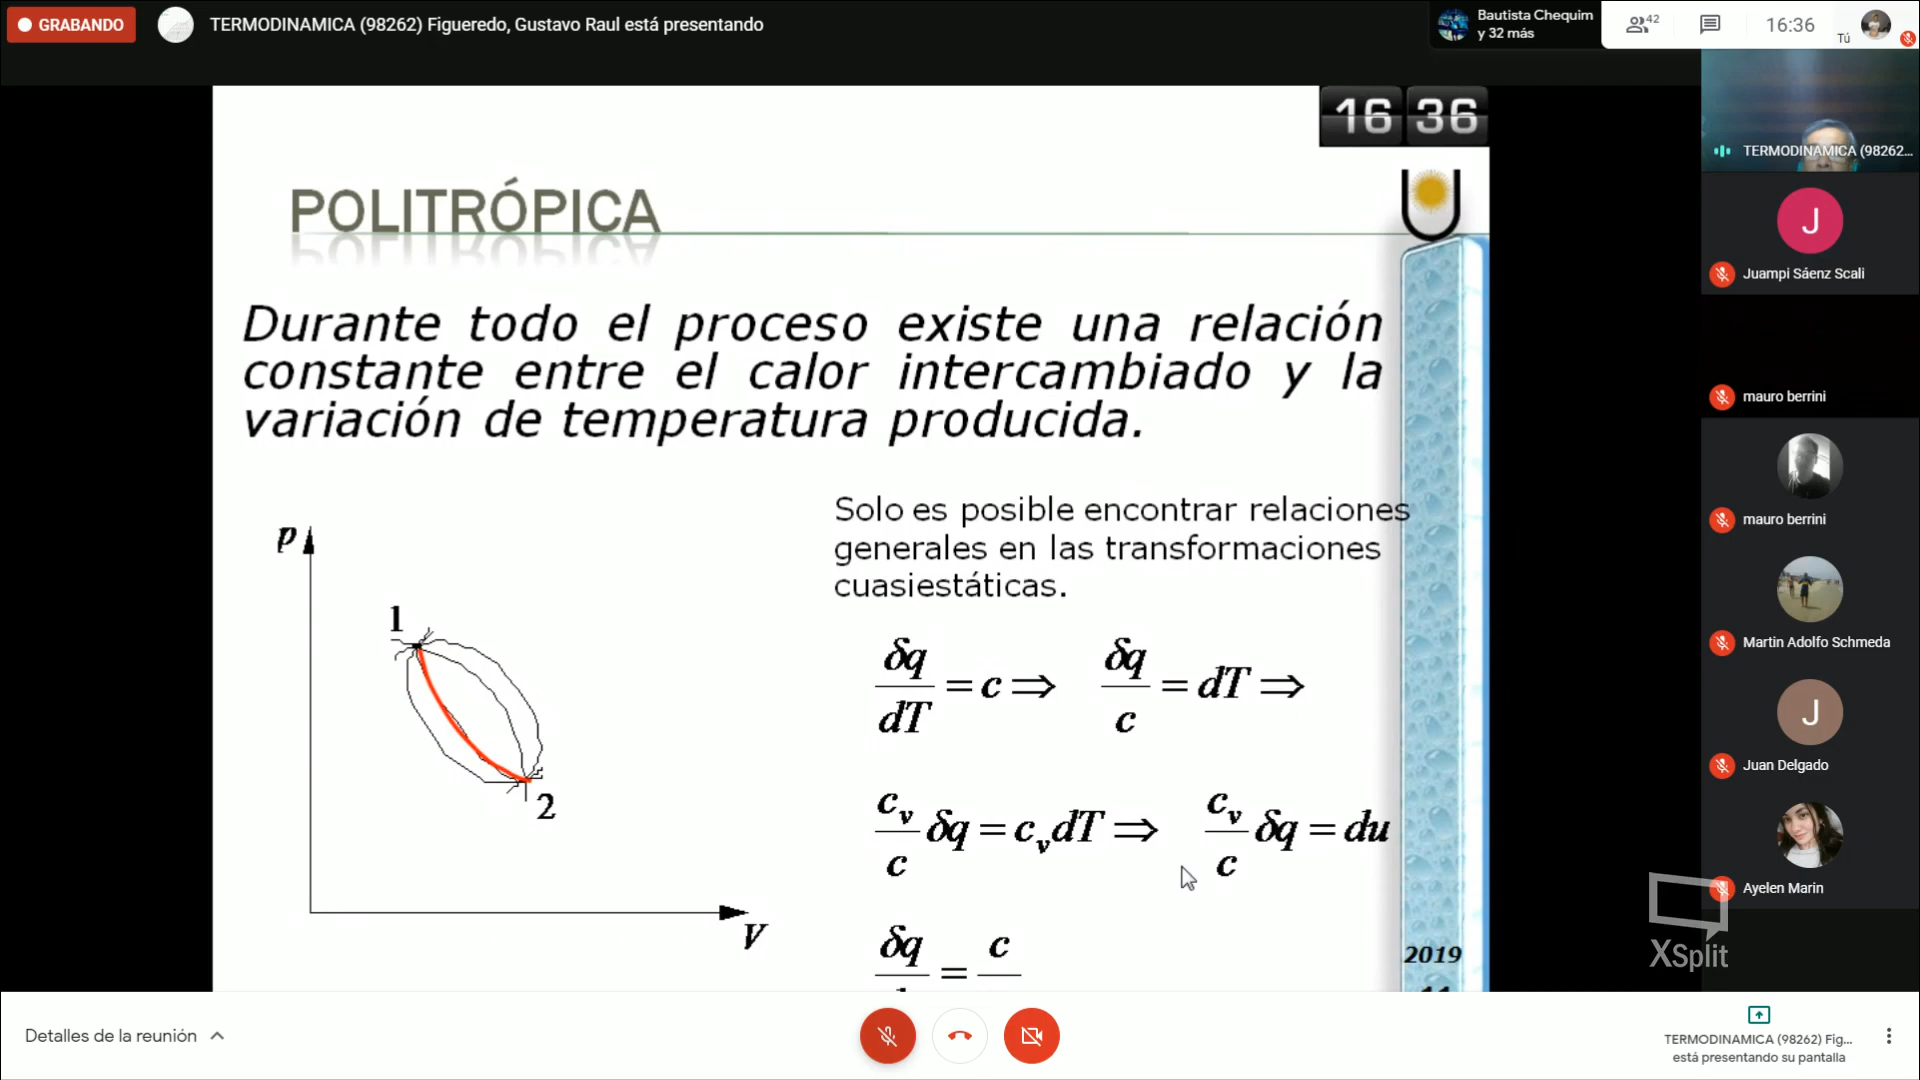 GRABANDO
TERMODINAMICA (98262) Figueredo, Gustavo Raul está presentando
Bautista Chequim
y 32 más
42
16:36
Tú
16 36
POLITRÓPICA
Durante todo el proceso existe una relación
constante entre el calor intercambiado y la
variación de temperatura producida.
Solo es posible encontrar relaciones
generales en las transformaciones
cuasiestáticas.
p
1
2
V
δq/dT = c ⇒ δq/c = dT ⇒
c_v/c δq = c_v dT ⇒ c_v/c δq = du
δq = c
2019
TERMODINAMICA (98262...
J
Juampi Sáenz Scali
mauro berrini
mauro berrini
Martin Adolfo Schmeda
J
Juan Delgado
Ayelen Marin
XSplit
Detalles de la reunión
TERMODINAMICA (98262) Fig...
está presentando su pantalla